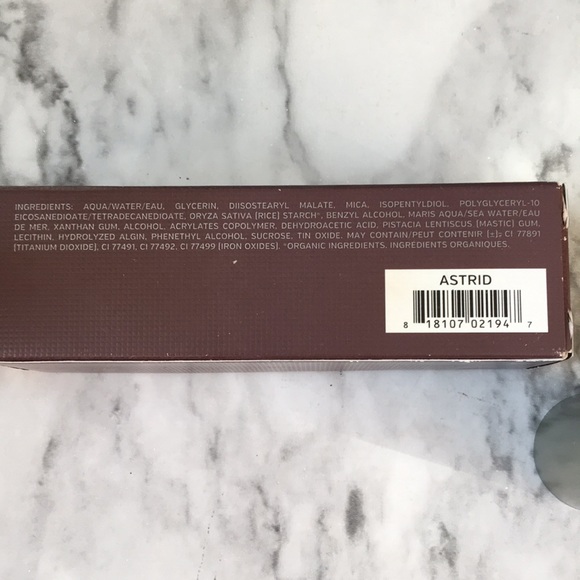 INGREDIENTS: AQUA/WATER/EAU, GLYCERIN, DIISOSTEARYL MALATE, MICA, ISOPENTYLDIOL, POLYGLYCERYL-10
EICOSANEDIOATE/TETRADECANEDIOATE, ORYZA SATIVA (RICE) STARCH*, BENZYL ALCOHOL, MARIS AQUA/SEA WATER/EAU
DE MER, XANTHAN GUM, ALCOHOL, ACRYLATES COPOLYMER, DEHYDROACETIC ACID, PISTACIA LENTISCUS (MASTIC) GUM,
LECITHIN, HYDROLYZED ALGIN, PHENETHYL ALCOHOL, SUCROSE, TIN OXIDE. MAY CONTAIN/PEUT CONTENIR (±): CI 77891
(TITANIUM DIOXIDE), CI 77491, CI 77492, CI 77499 (IRON OXIDES). *ORGANIC INGREDIENTS. INGRÉDIENTS ORGANIQUES.
ASTRID
8 18107 02194 7